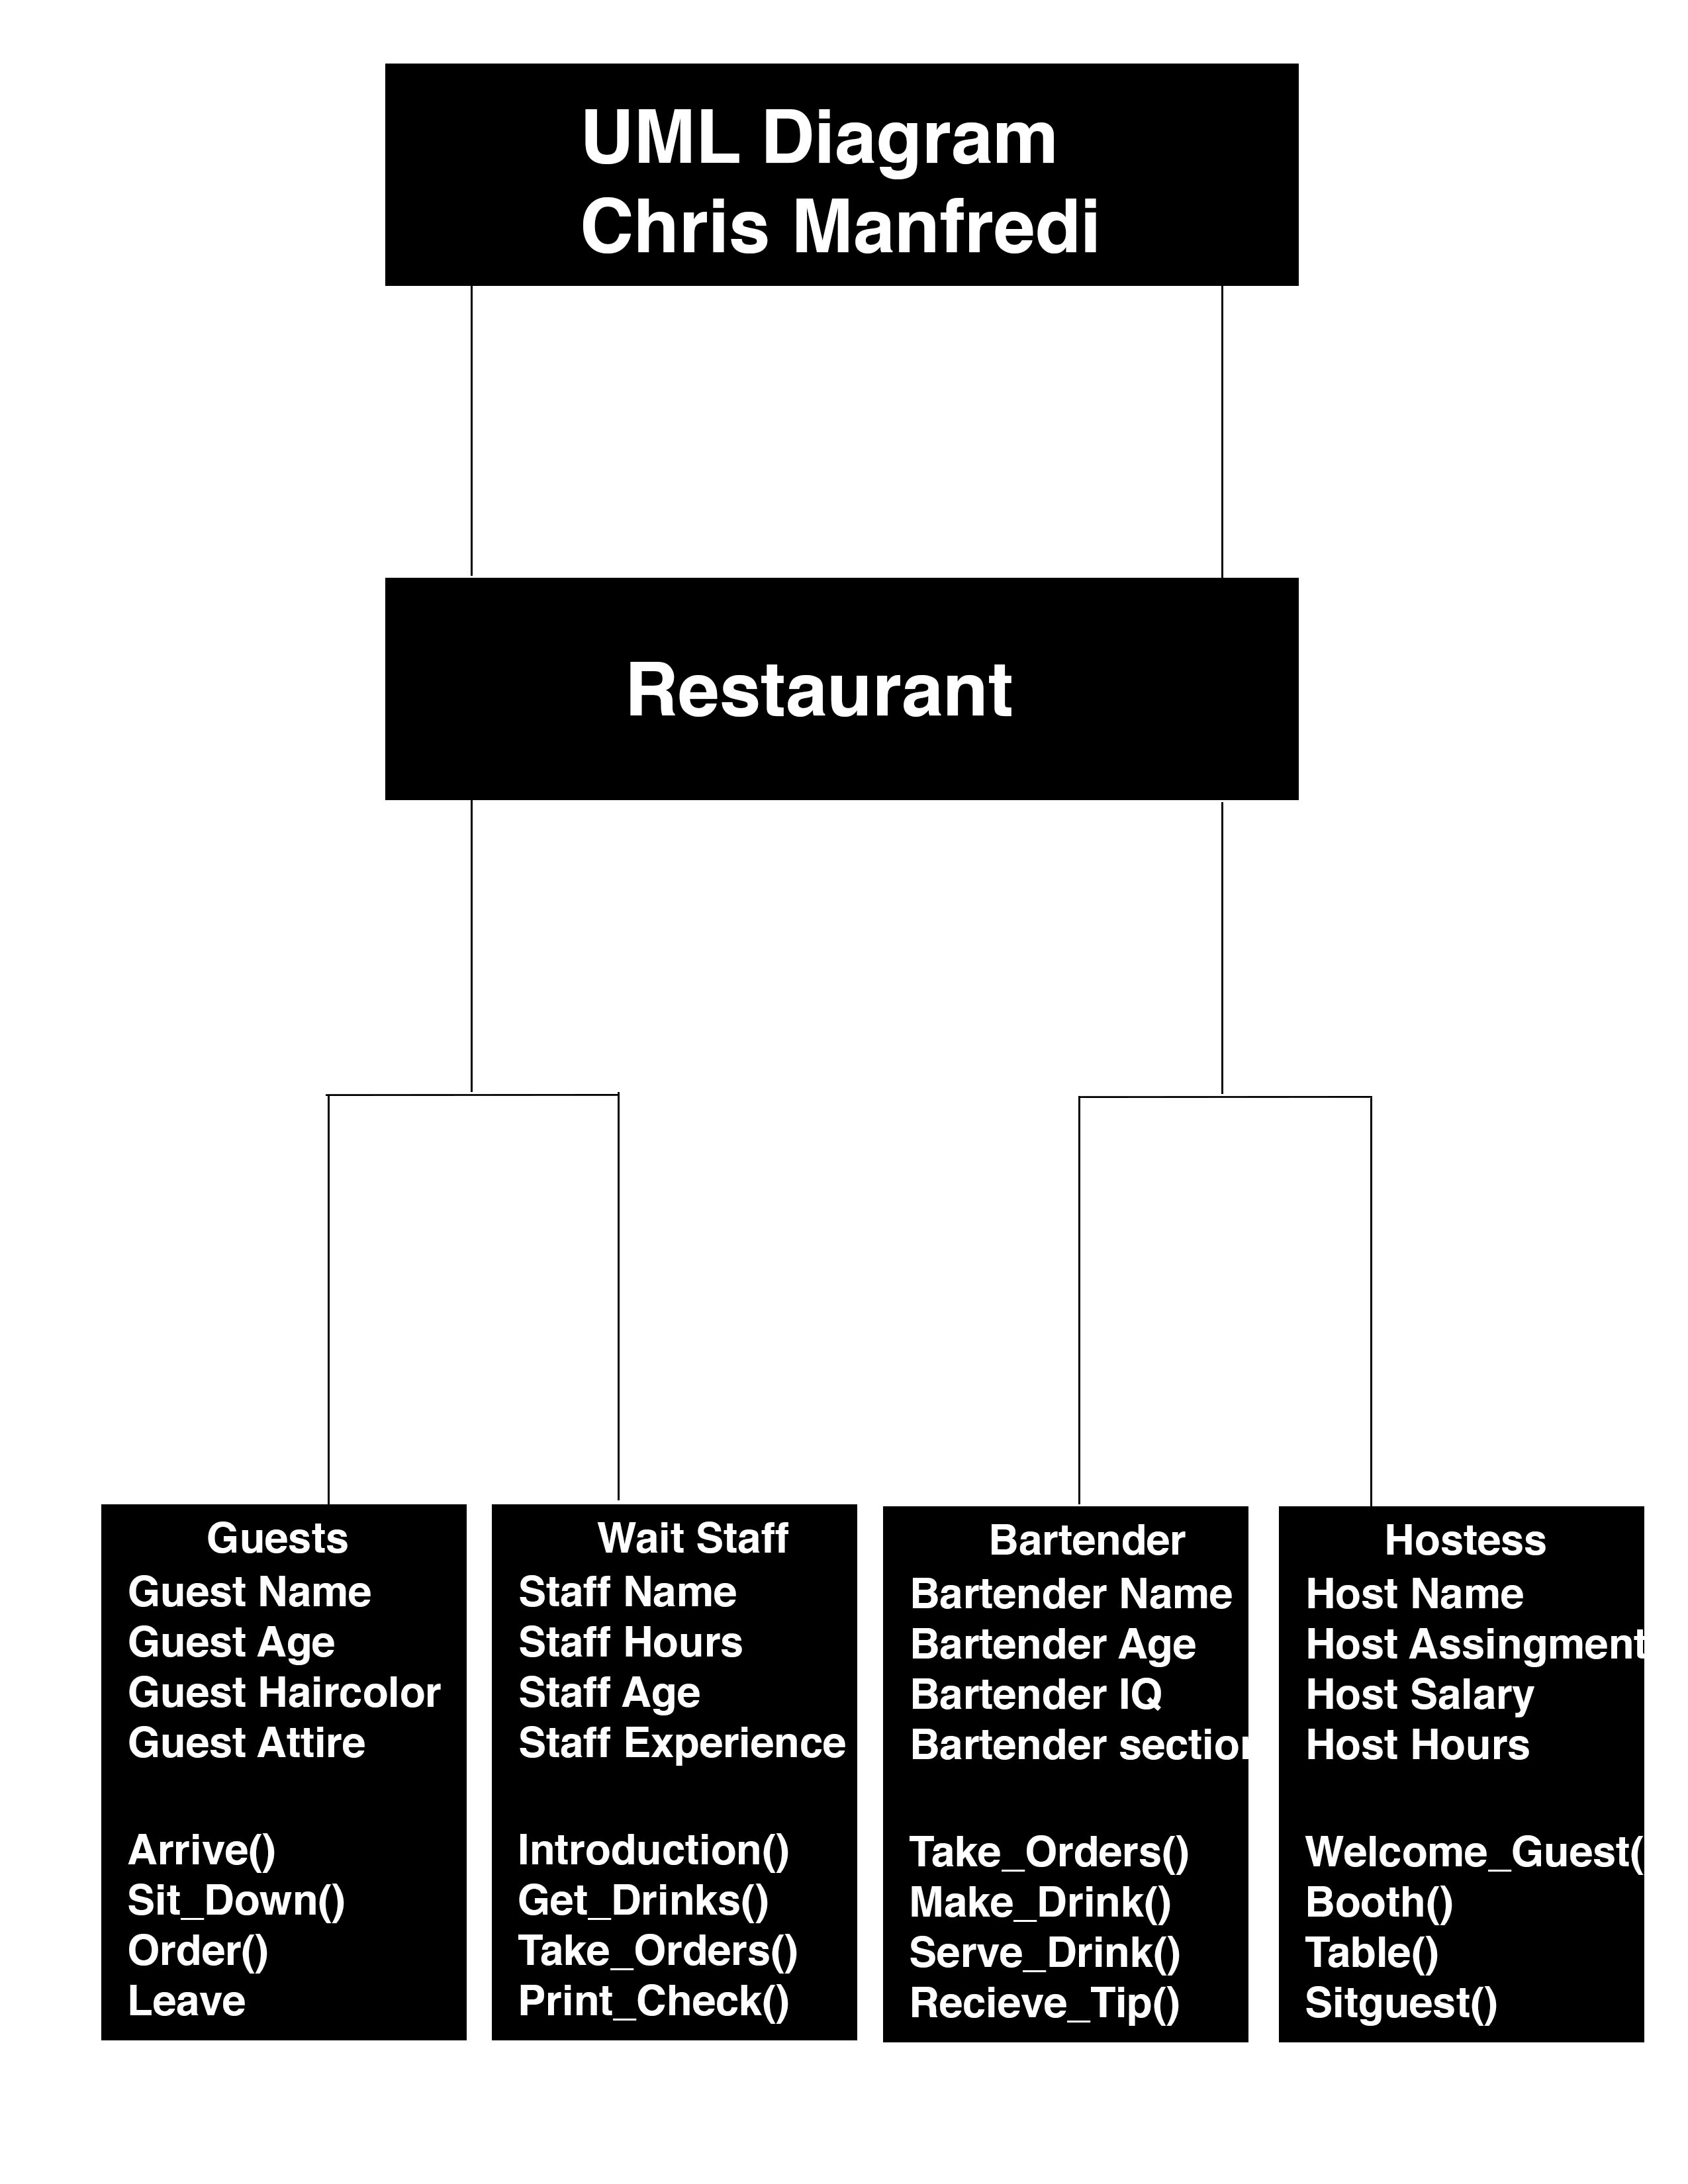 UML Diagram
Chris Manfredi
Restaurant
Guests
Guest Name
Guest Age
Guest Haircolor
Guest Attire
Arrive()
Sit_Down()
Order()
Leave
Wait Staff
Staff Name
Staff Hours
Staff Age
Staff Experience
Introduction()
Get_Drinks()
Take_Orders()
Print_Check()
Bartender
Bartender Name
Bartender Age
Bartender IQ
Bartender section
Take_Orders()
Make_Drink()
Serve_Drink()
Recieve_Tip()
Hostess
Host Name
Host Assingment
Host Salary
Host Hours
Welcome_Guest(
Booth()
Table()
Sitguest()